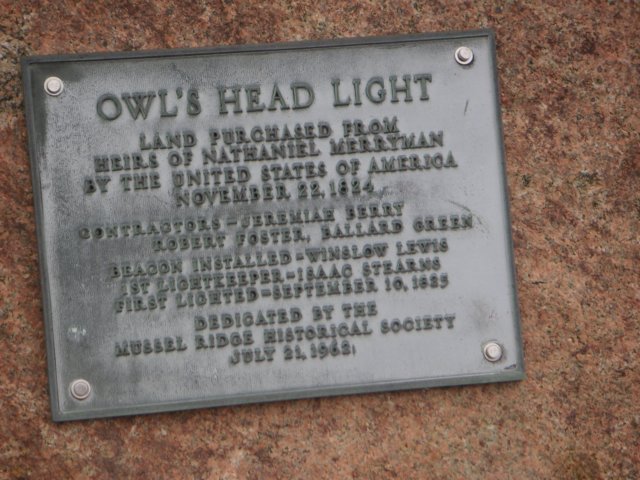 OWL'S HEAD LIGHT
LAND PURCHASED FROM
HEIRS OF NATHANIEL MERRYMAN
BY THE UNITED STATES OF AMERICA
NOVEMBER 22, 1824
CONTRACTORS - JEREMIAH BERRY
ROBERT FOSTER, BALLARD GREEN
BEACON INSTALLED - WINSLOW LEWIS
1ST LIGHTKEEPER - ISAAC STEARNS
FIRST LIGHTED - SEPTEMBER 10, 1825
DEDICATED BY THE
MUSSEL RIDGE HISTORICAL SOCIETY
JULY 21, 1962